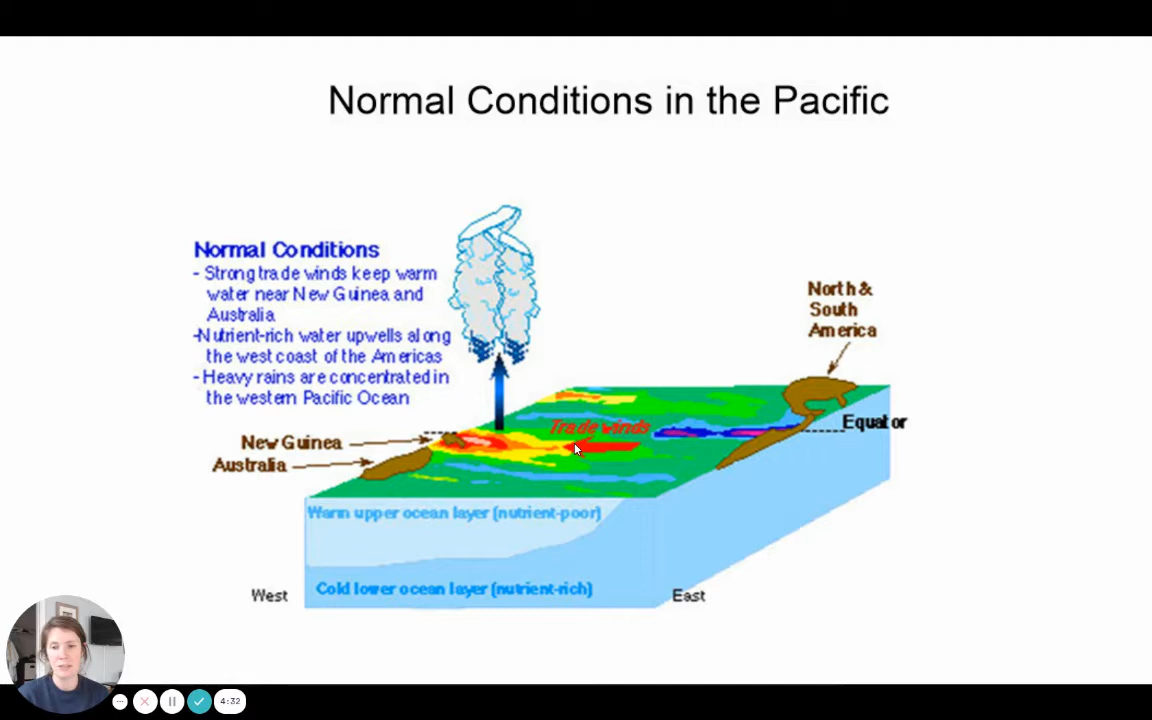 Normal Conditions in the Pacific
Normal Conditions
- Strong trade winds keep warm
water near New Guinea and
Australia
-Nutrient-rich water upwells along
the west coast of the Americas
- Heavy rains are concentrated in
the western Pacific Ocean
North &
South
America
Trade winds
Equator
New Guinea
Australia
Warm upper ocean layer (nutrient-poor)
Cold lower ocean layer (nutrient-rich)
West
East
4:32